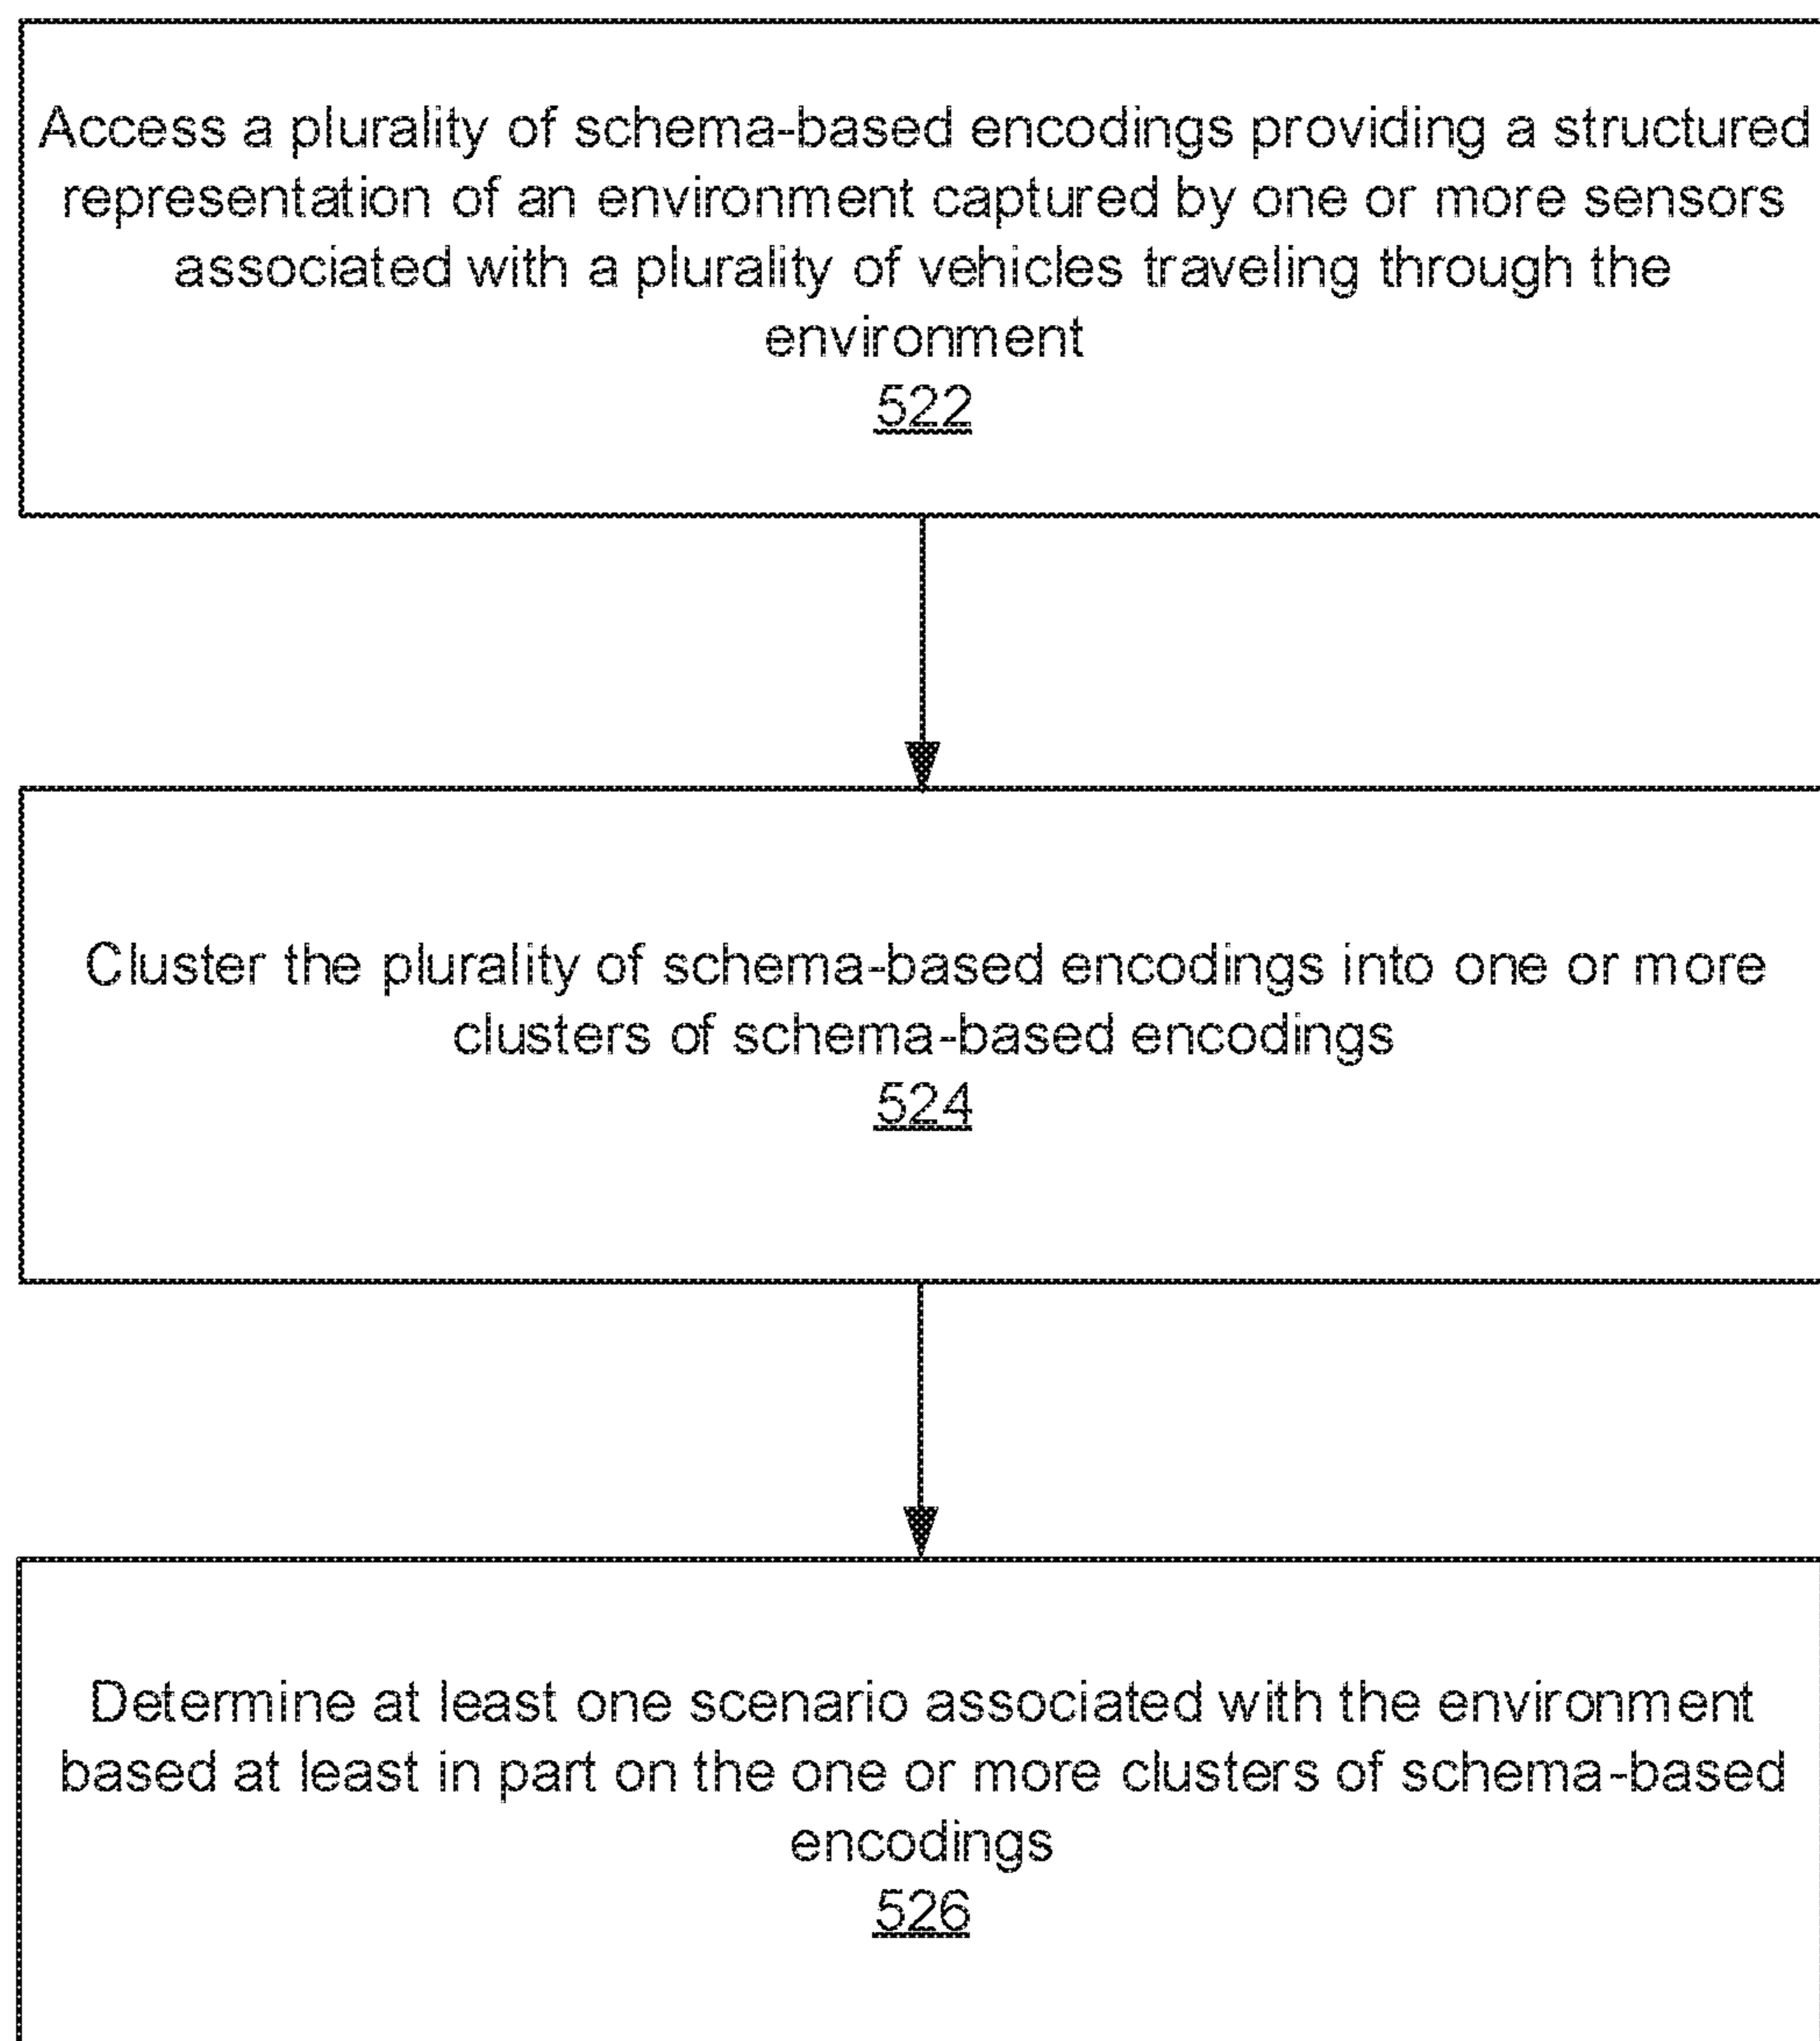 Access a plurality of schema-based encodings providing a structured
representation of an environment captured by one or more sensors
associated with a plurality of vehicles traveling through the
environment
522
Cluster the plurality of schema-based encodings into one or more
clusters of schema-based encodings
524
Determine at least one scenario associated with the environment
based at least in part on the one or more clusters of schema-based
encodings
526